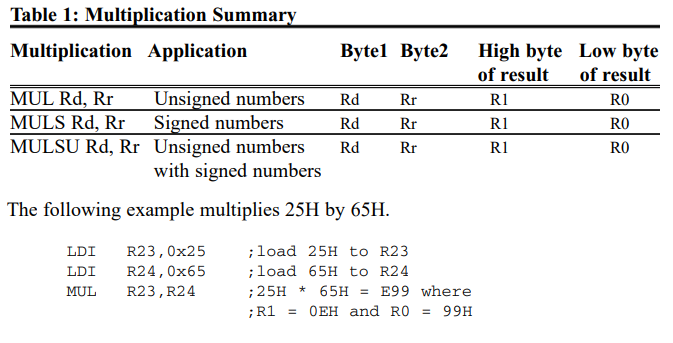 Table 1: Multiplication Summary
Multiplication Application Byte1 Byte2 High byte Low byte
of result of result
MUL Rd, Rr Unsigned numbers Rd Rr R1 R0
MULS Rd, Rr Signed numbers Rd Rr R1 R0
MULSU Rd, Rr Unsigned numbers Rd Rr R1 R0
with signed numbers
The following example multiplies 25H by 65H.
LDI R23,0x25 ;load 25H to R23
LDI R24,0x65 ;load 65H to R24
MUL R23,R24 ;25H * 65H = E99 where
;R1 = 0EH and R0 = 99H